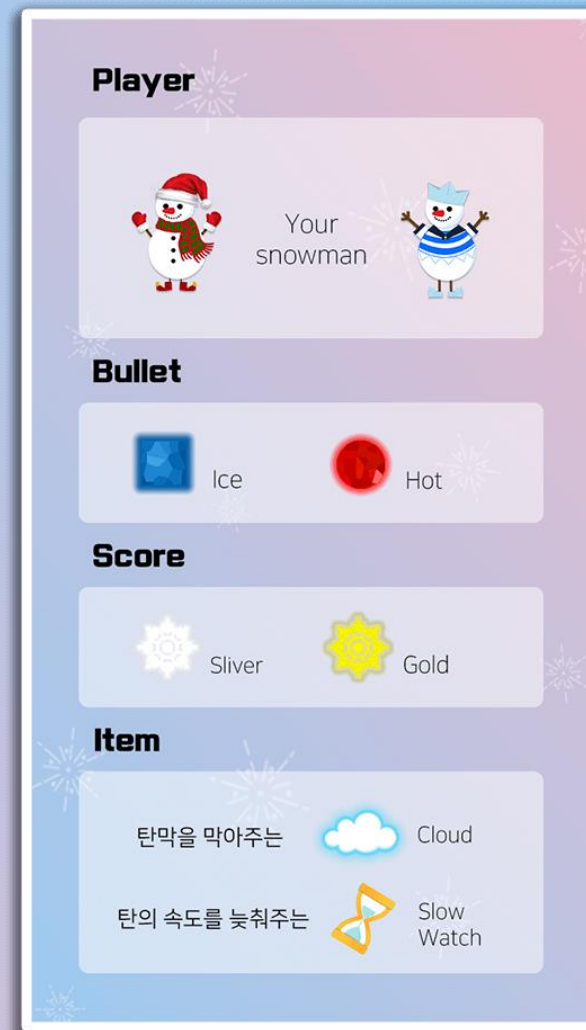 Player
Your
snowman
Bullet
Ice
Hot
Score
Sliver
Gold
Item
탄막을 막아주는
Cloud
탄의 속도를 늦춰주는
Slow
Watch